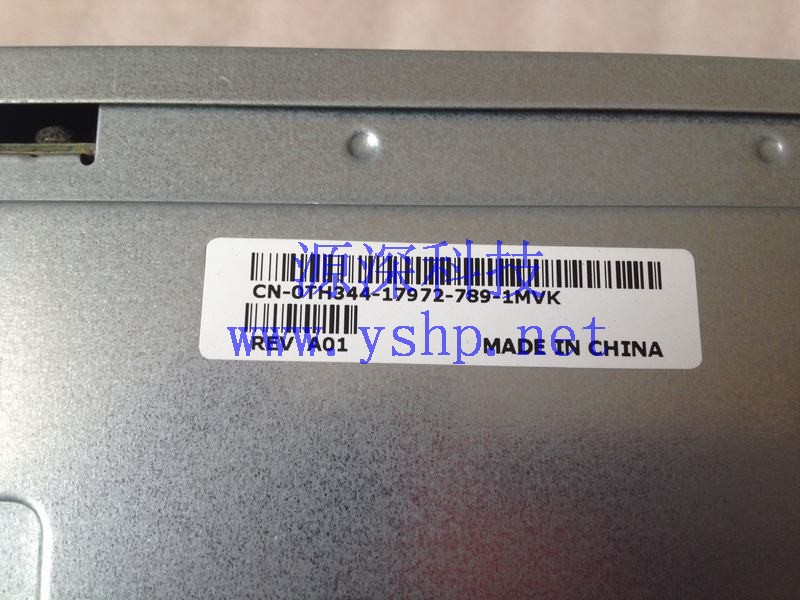 源深科技
CN-0TH344-17972-789-1MVK
www.yshp.net
REV A01
MADE IN CHINA